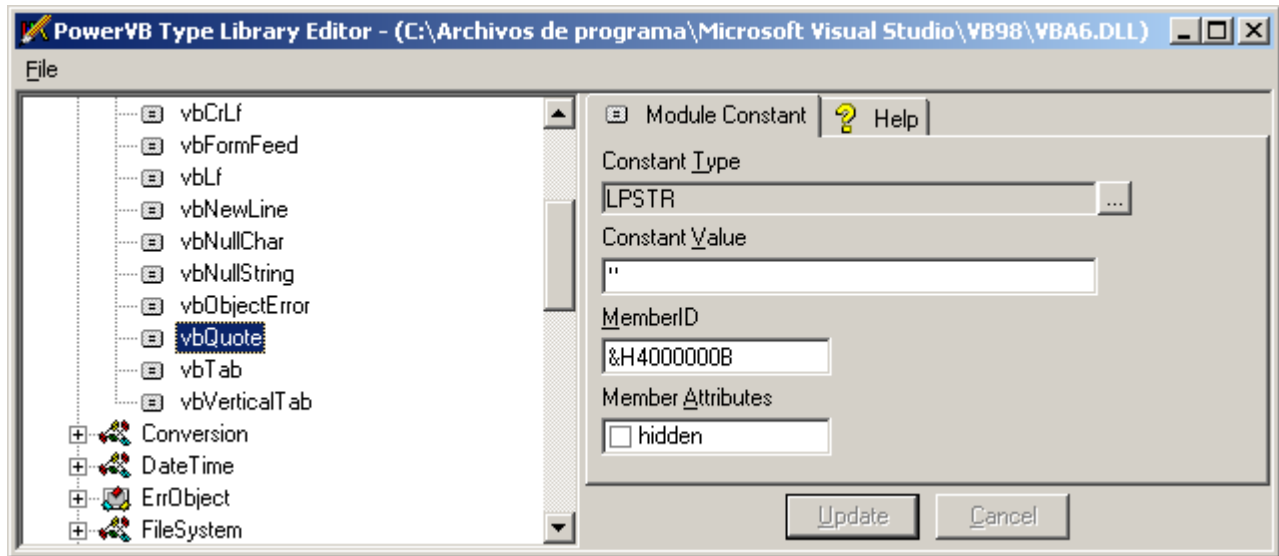 PowerVB Type Library Editor - (C:\Archivos de programa\Microsoft Visual Studio\VB98\VBA6.DLL)
File
vbCrLf
vbFormFeed
vbLf
vbNewLine
vbNullChar
vbNullString
vbObjectError
vbQuote
vbTab
vbVerticalTab
Conversion
DateTime
ErrObject
FileSystem
Module Constant
Help
Constant Type
LPSTR
...
Constant Value
"
MemberID
&H4000000B
Member Attributes
hidden
Update
Cancel